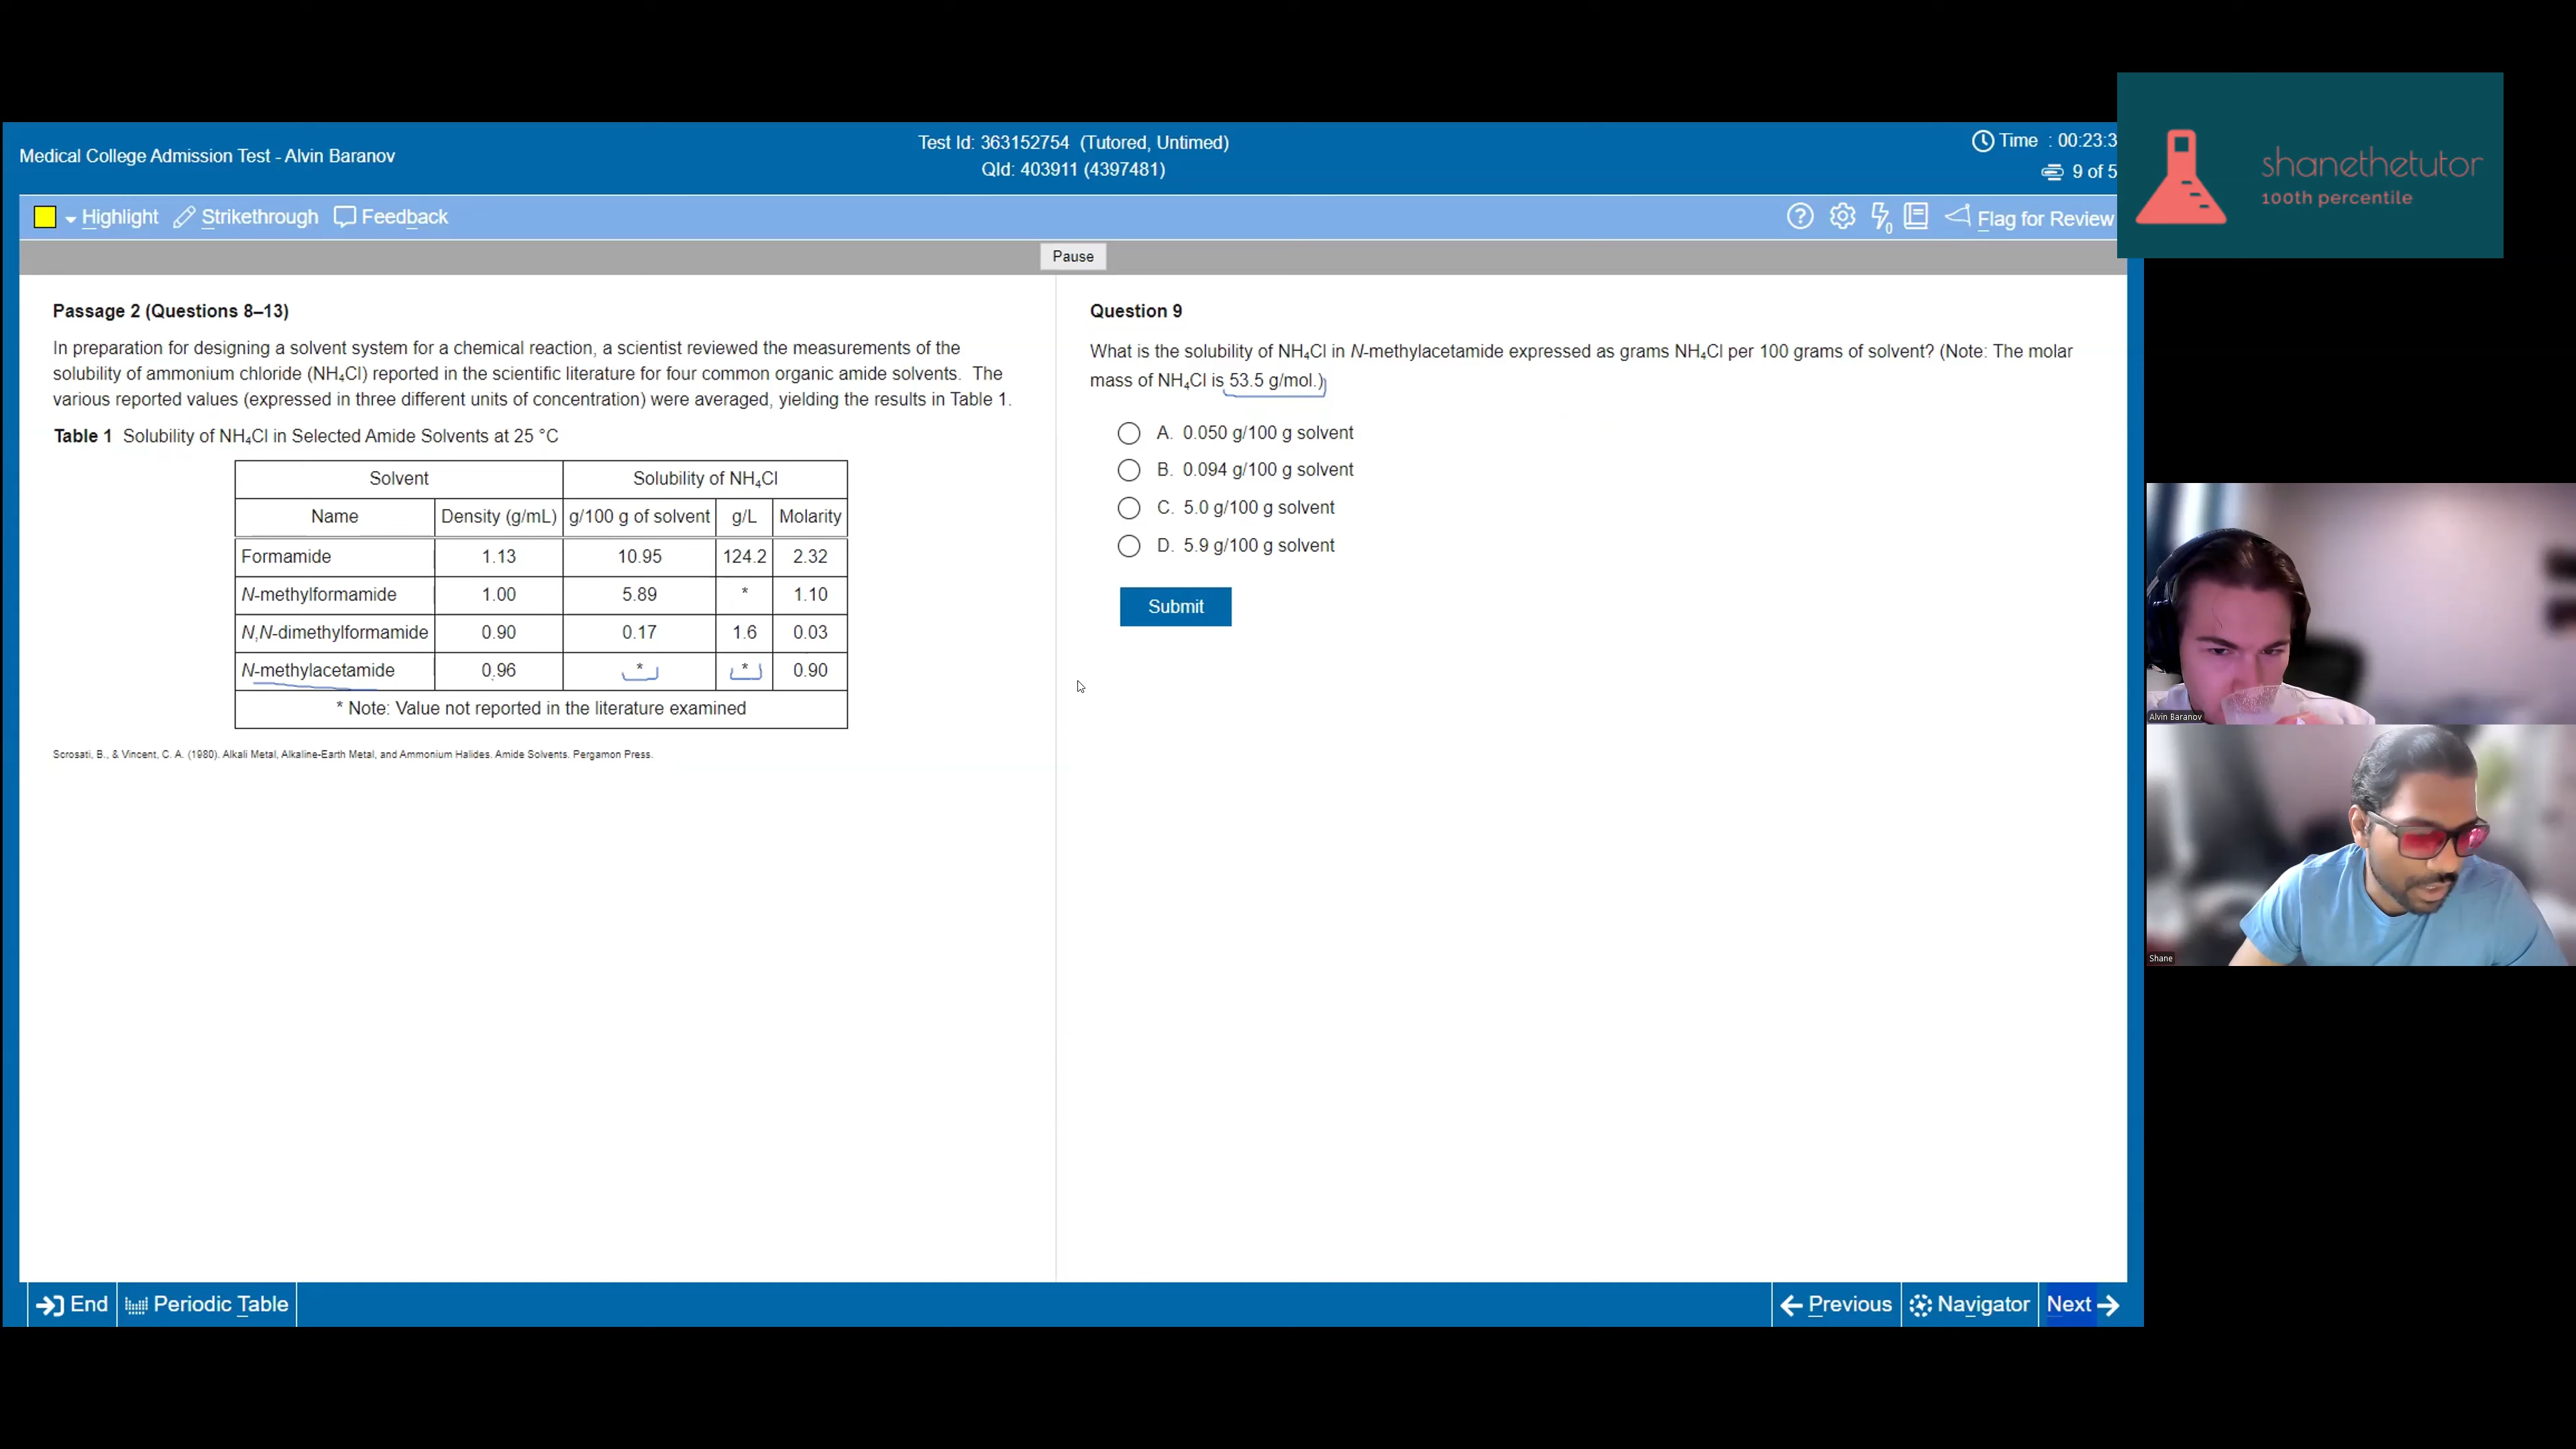 shanethetutor
100th percentile
Medical College Admission Test - Alvin Baranov
Test Id: 363152754 (Tutored, Untimed)
QId: 403911 (4397481)
Time : 00:23:3
9 of 5
Highlight Strikethrough Feedback
0 Flag for Review
Pause
Passage 2 (Questions 8–13)
In preparation for designing a solvent system for a chemical reaction, a scientist reviewed the measurements of the
solubility of ammonium chloride (NH₄Cl) reported in the scientific literature for four common organic amide solvents. The
various reported values (expressed in three different units of concentration) were averaged, yielding the results in Table 1.
Table 1 Solubility of NH₄Cl in Selected Amide Solvents at 25 °C
Solvent Solubility of NH₄Cl
Name Density (g/mL) g/100 g of solvent g/L Molarity
Formamide 1.13 10.95 124.2 2.32
N-methylformamide 1.00 5.89 * 1.10
N,N-dimethylformamide 0.90 0.17 1.6 0.03
N-methylacetamide 0.96 * * 0.90
* Note: Value not reported in the literature examined
Scrosati, B., & Vincent, C. A. (1980). Alkali Metal, Alkaline-Earth Metal, and Ammonium Halides. Amide Solvents. Pergamon Press.
Question 9
What is the solubility of NH₄Cl in N-methylacetamide expressed as grams NH₄Cl per 100 grams of solvent? (Note: The molar
mass of NH₄Cl is 53.5 g/mol.)
A. 0.050 g/100 g solvent
B. 0.094 g/100 g solvent
C. 5.0 g/100 g solvent
D. 5.9 g/100 g solvent
Submit
Alvin Baranov
Shane
End Periodic Table
Previous Navigator Next